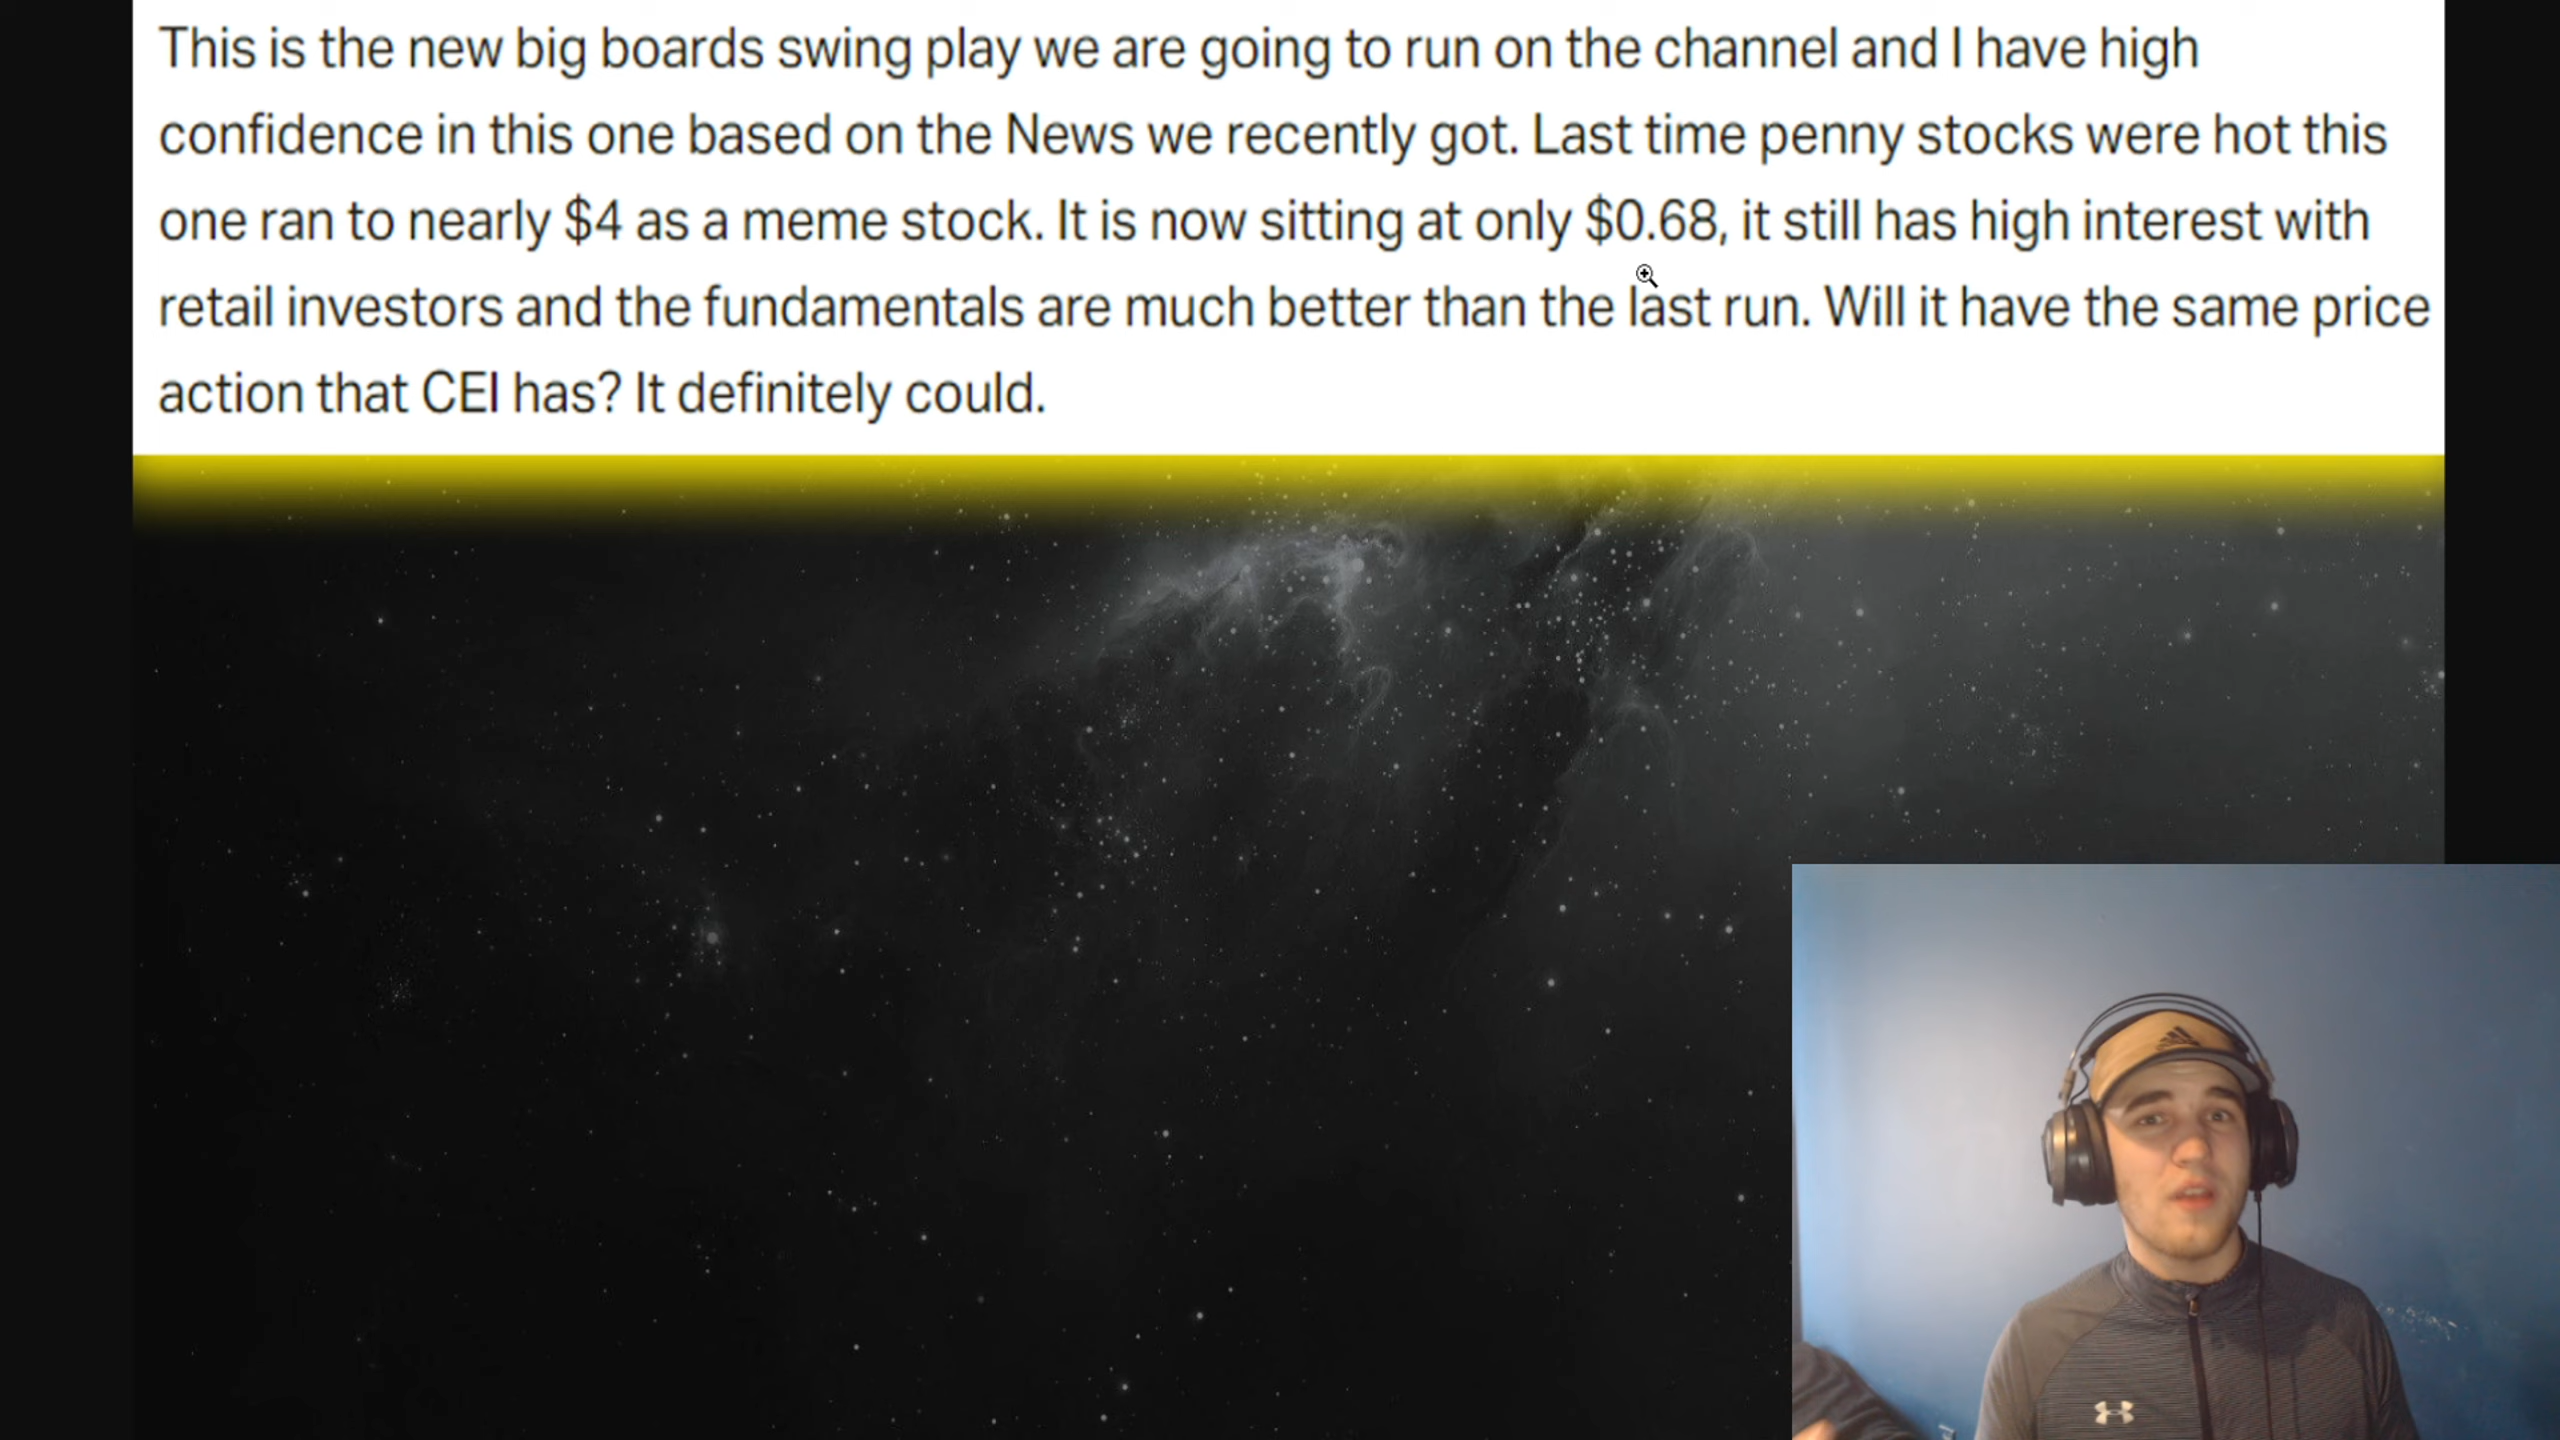 This is the new big boards swing play we are going to run on the channel and I have high
confidence in this one based on the News we recently got. Last time penny stocks were hot this
one ran to nearly $4 as a meme stock. It is now sitting at only $0.68, it still has high interest with
retail investors and the fundamentals are much better than the last run. Will it have the same price
action that CEI has? It definitely could.